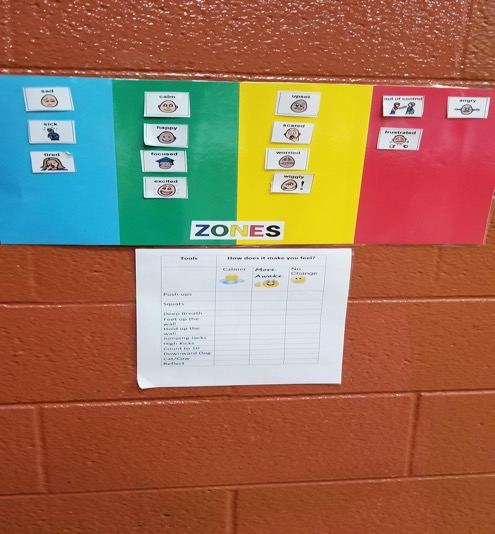 sad
sick
tired
calm
happy
focused
excited
upset
scared
worried
wiggly
out of control
angry
frustrated
ZONES
Tools How does it make you feel?
Calmer More Awake No Change
Push-ups
Squats
Deep Breath
Feet up the wall
Hold up the wall
Jumping Jacks
High Kicks
Count to 10
Downward Dog
Cat/Cow
Reflect